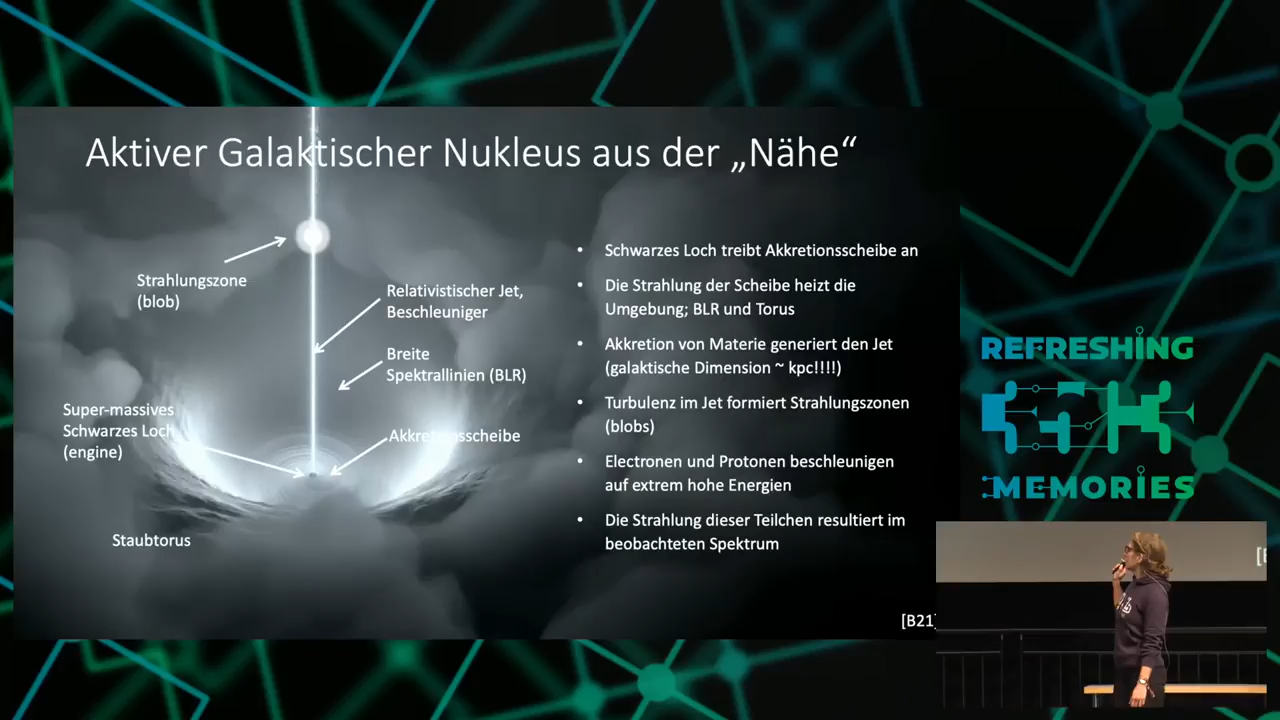 Aktiver Galaktischer Nukleus aus der „Nähe“
Strahlungszone
(blob)
Relativistischer Jet,
Beschleuniger
Breite
Spektrallinien (BLR)
Super-massives
Schwarzes Loch
(engine)
Akkretionsscheibe
Staubtorus
• Schwarzes Loch treibt Akkretionsscheibe an
• Die Strahlung der Scheibe heizt die
Umgebung; BLR und Torus
• Akkretion von Materie generiert den Jet
(galaktische Dimension ~ kpc!!!!)
• Turbulenz im Jet formiert Strahlungszonen
(blobs)
• Electronen und Protonen beschleunigen
auf extrem hohe Energien
• Die Strahlung dieser Teilchen resultiert im
beobachteten Spektrum
[B21]
REFRESHING
MEMORIES